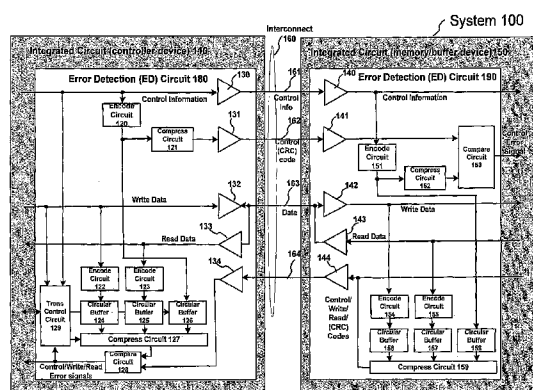 System 100
Interconnect
160
Integrated Circuit (controller device) 110
Integrated Circuit (memory/buffer device)150
Error Detection (ED) Circuit 180
130
161
140
Error Detection (ED) Circuit 190
Control Information
Control
Info
Control Information
Encode
Circuit
120
131
162
141
Compress
Circuit
121
Control
(CRC)
code
Encode
Circuit
151
Compress
Circuit
152
Compare
Circuit
153
Control
Error
Signal
132
163
142
Write Data
Data
Write Data
133
143
Read Data
Read Data
134
164
144
Encode
Circuit
122
Encode
Circuit
123
Trans
Control
Circuit
129
Circular
Buffer
124
Circular
Buffer
125
Circular
Buffer
126
Compress Circuit 127
Compare
Circuit
128
Control/Write/Read
Error signals
Control/
Write/
Read/
(CRC)
Codes
Encode
Circuit
154
Encode
Circuit
155
Circular
Buffer
Circular
Buffer
157
Circular
Buffer
Compress Circuit 159